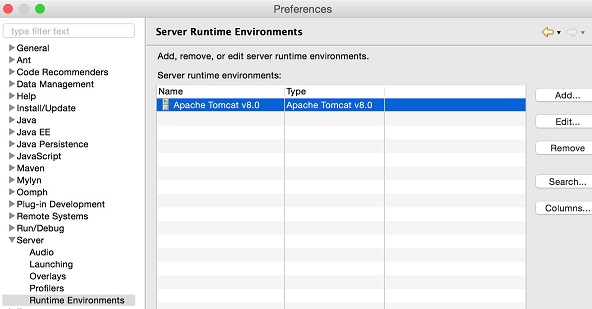 Preferences
type filter text
General
Ant
Code Recommenders
Data Management
Help
Install/Update
Java
Java EE
Java Persistence
JavaScript
Maven
Mylyn
Oomph
Plug-in Development
Remote Systems
Run/Debug
Server
Audio
Launching
Overlays
Profilers
Runtime Environments
Server Runtime Environments
Add, remove, or edit server runtime environments.
Server runtime environments:
Name Type
Apache Tomcat v8.0 Apache Tomcat v8.0
Add...
Edit...
Remove
Search...
Columns...